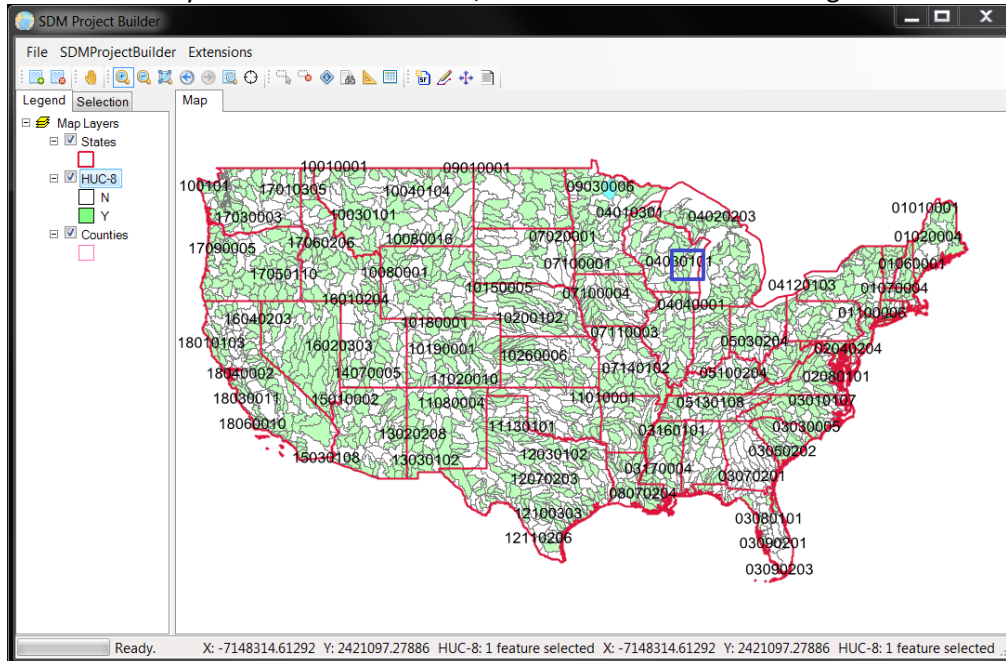 SDM Project Builder
File SDMProjectBuilder Extensions
Legend Selection Map
Map Layers
States
HUC-8
N
Y
Counties
10010001 09010001
100101 17010305 10040104 09030006
17030003 10030101 04010301 04020203 01010001
17090005 17060206 10080016 07020001 01020004
17050110 10080001 07100001 04030101 01060001
16010204 10150005 07100004 04120103 01070004
16040203 10180001 10200102 04040001 01100006
18010103 16020303 10190001 10260006 07110003 05030204 02040204
18040002 14070005 11020010 07140102 05100204 02080101
18030011 15010002 11080004 11010001 05130108 03010107
18060010 13020208 11130101 03160101 03030005
15030108 13030102 12030102 03170004 03050202
12070203 08070204 03070201
12100303 03080101
12110206 03090201
03090203
Ready. X: -7148314.61292 Y: 2421097.27886 HUC-8: 1 feature selected X: -7148314.61292 Y: 2421097.27886 HUC-8: 1 feature selected